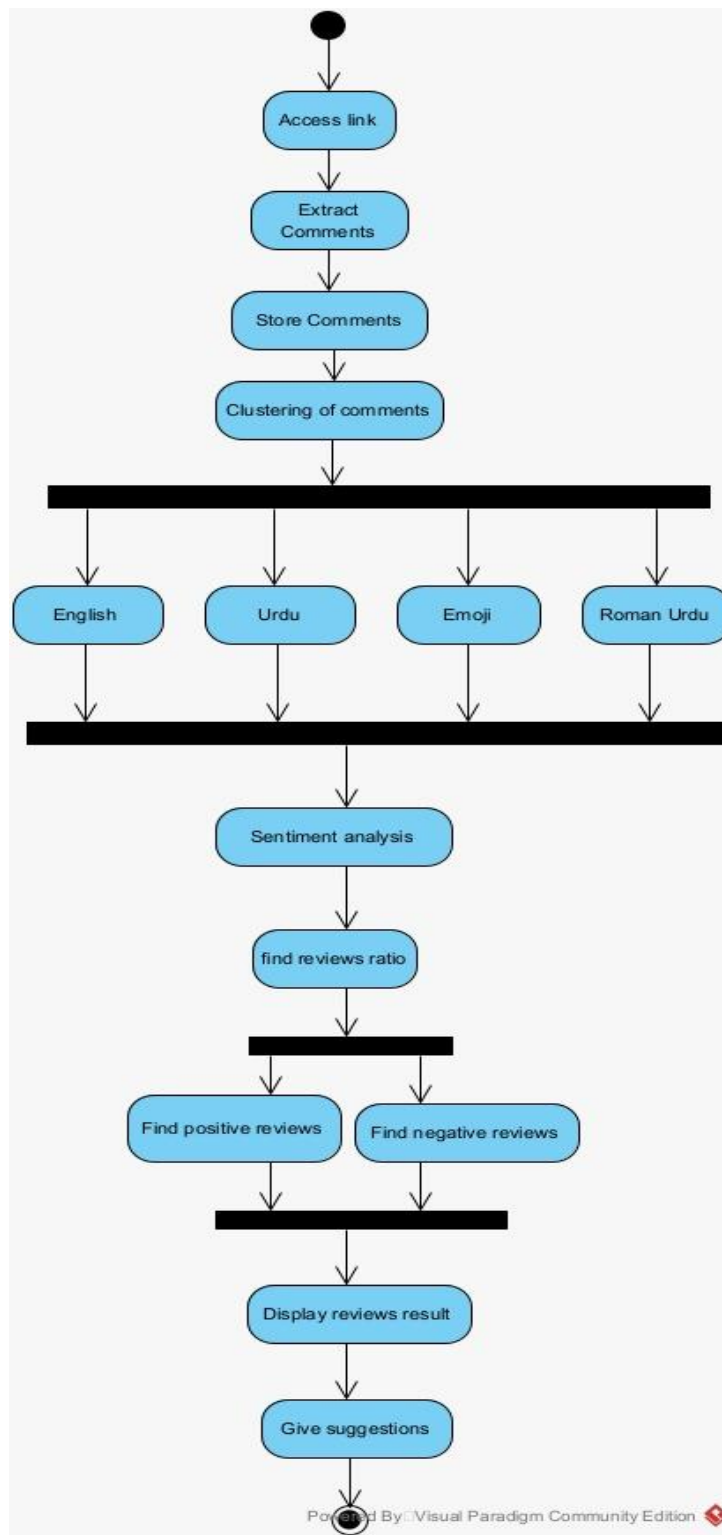 Access link
Extract
Comments
Store Comments
Clustering of comments
English
Urdu
Emoji
Roman Urdu
Sentiment analysis
find reviews ratio
Find positive reviews
Find negative reviews
Display reviews result
Give suggestions
Powered By Visual Paradigm Community Edition